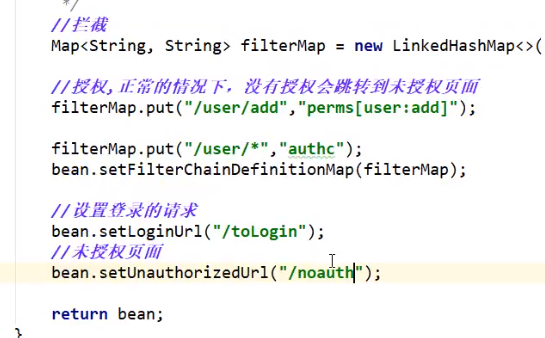 */
//拦截
Map<String, String> filterMap = new LinkedHashMap<>(
//授权,正常的情况下，没有授权会跳转到未授权页面
filterMap.put("/user/add","perms[user:add]");
filterMap.put("/user/*","authc");
bean.setFilterChainDefinitionMap(filterMap);
//设置登录的请求
bean.setLoginUrl("/toLogin");
//未授权页面
bean.setUnauthorizedUrl("/noauth");
return bean;
}